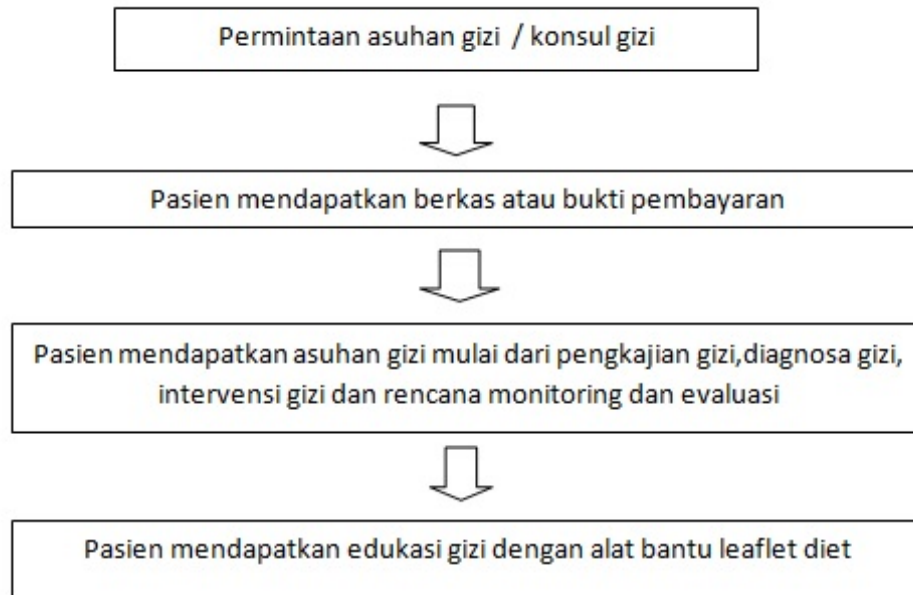 Permintaan asuhan gizi / konsul gizi
Pasien mendapatkan berkas atau bukti pembayaran
Pasien mendapatkan asuhan gizi mulai dari pengkajian gizi,diagnosa gizi,
intervensi gizi dan rencana monitoring dan evaluasi
Pasien mendapatkan edukasi gizi dengan alat bantu leaflet diet